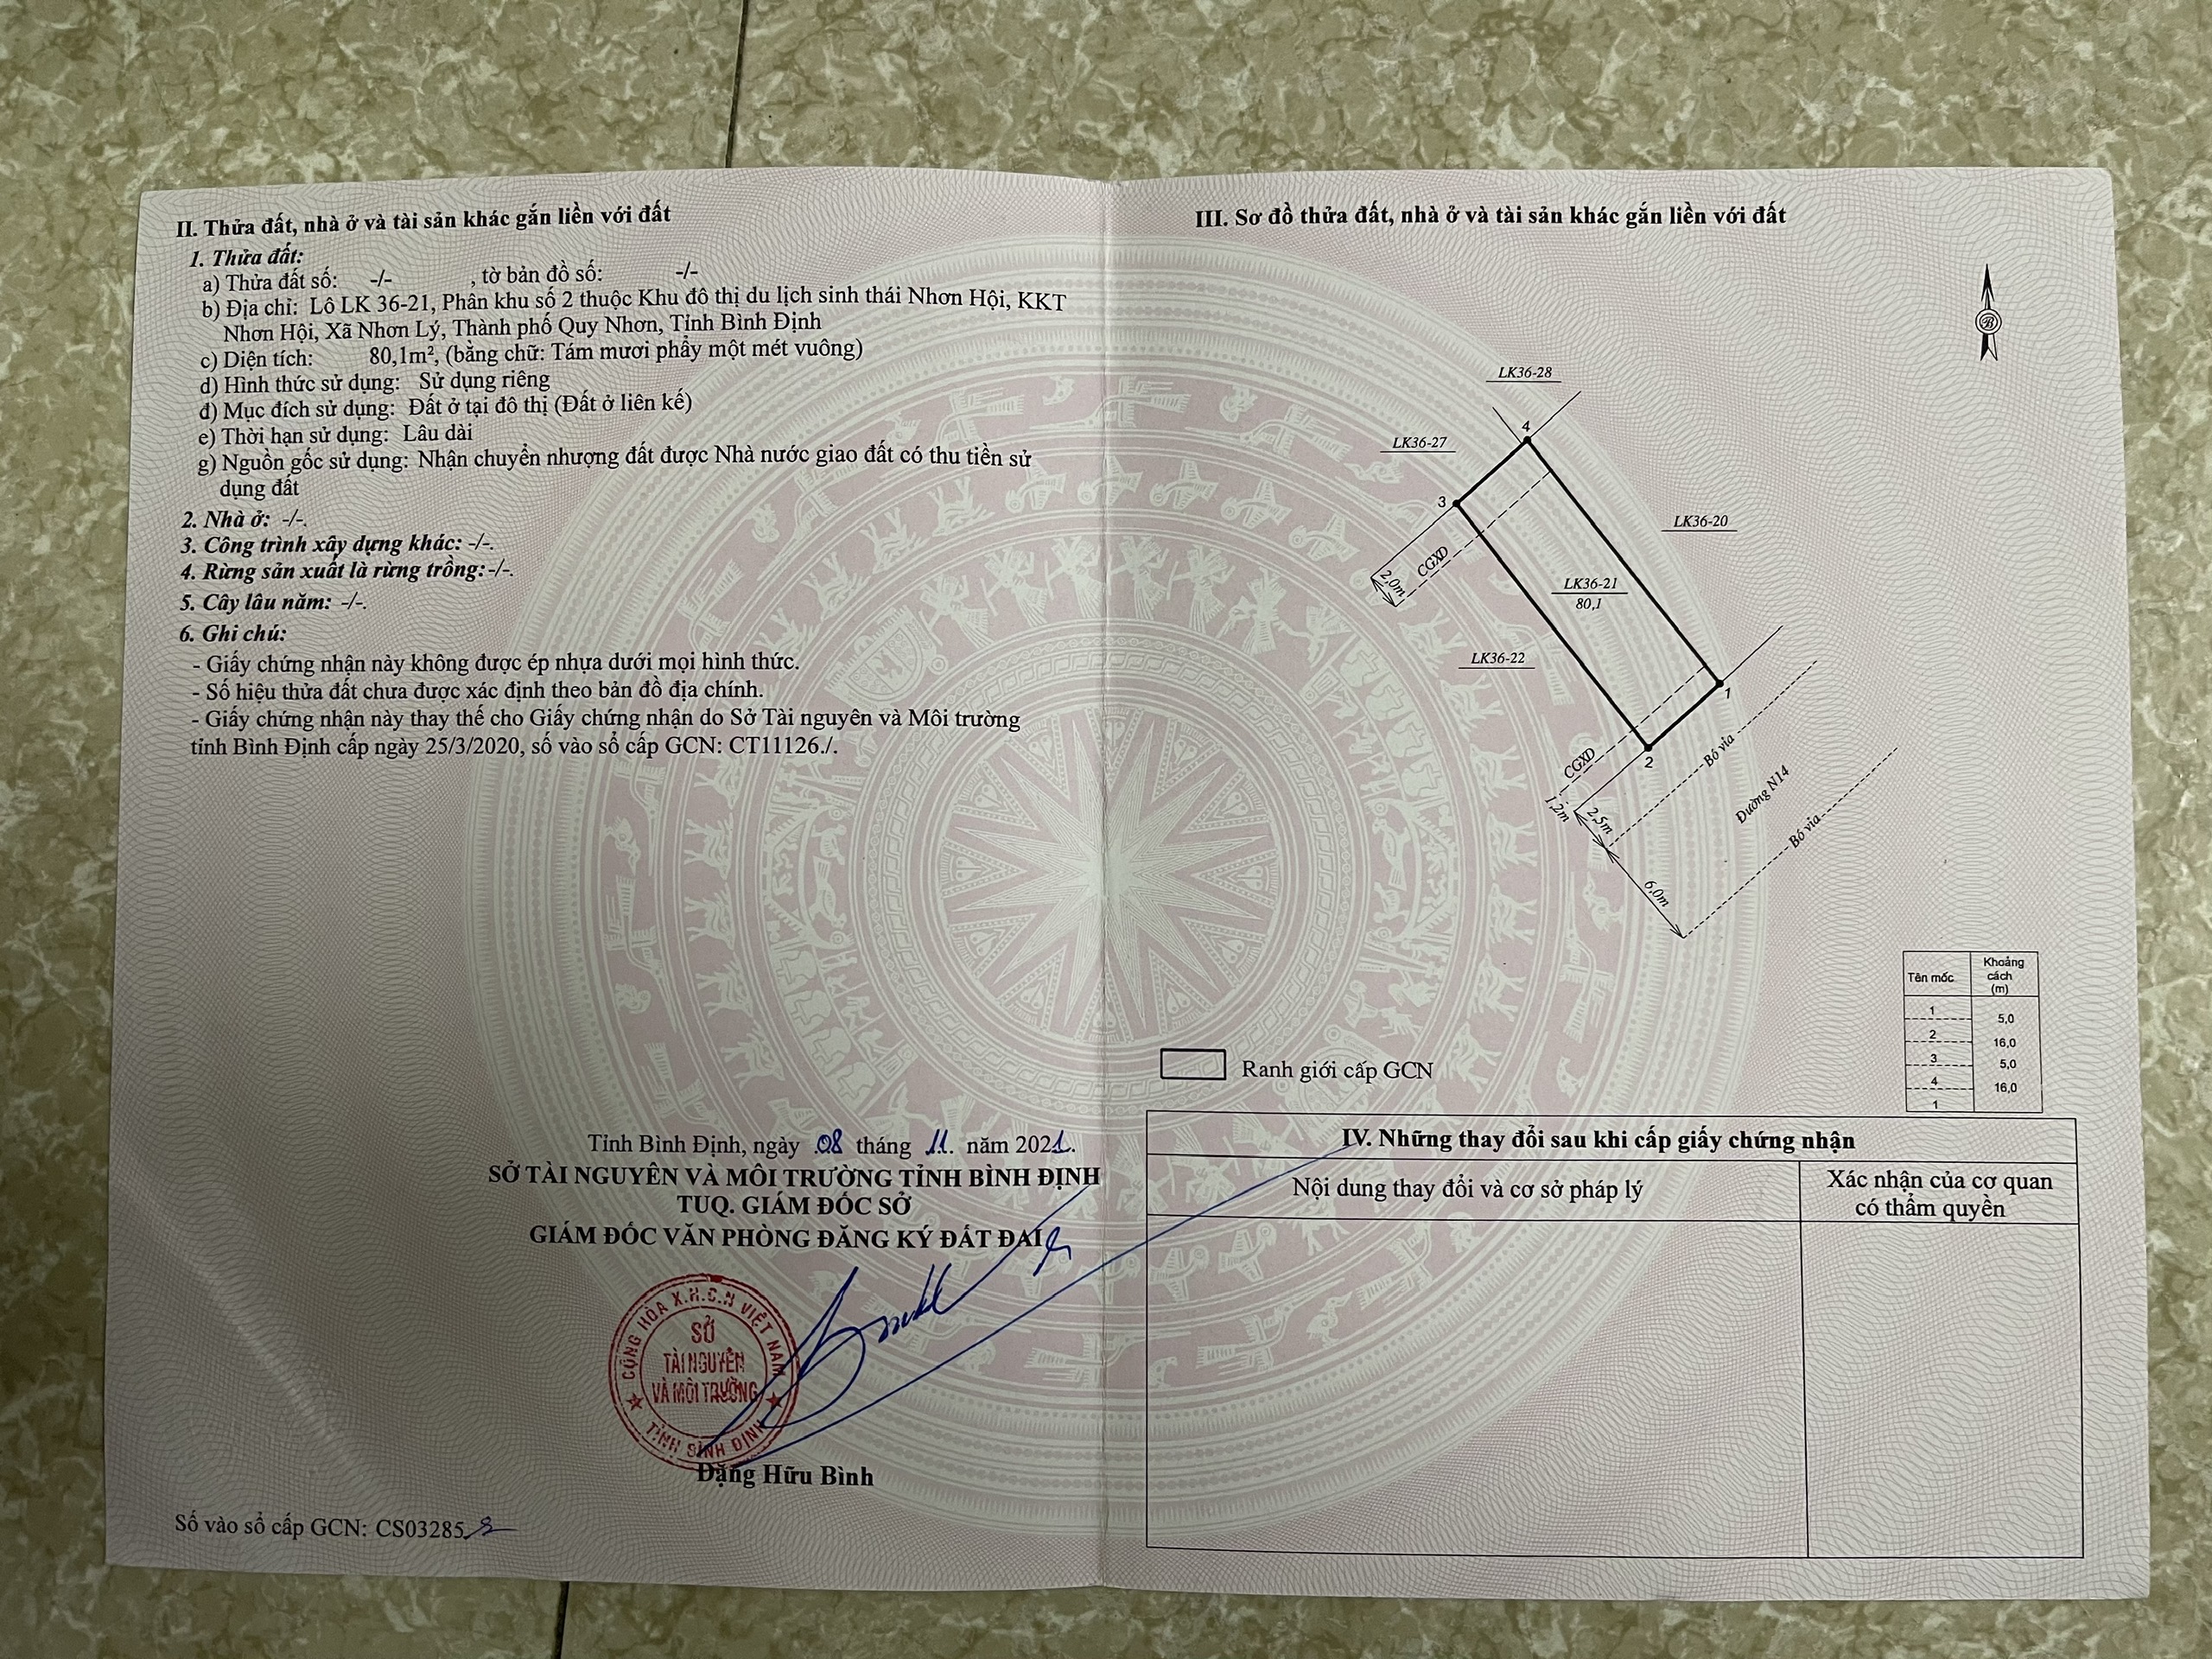 II. Thửa đất, nhà ở và tài sản khác gắn liền với đất
1. Thửa đất:
a) Thửa đất số: -/- , tờ bản đồ số: -/-
b) Địa chỉ: Lô LK 36-21, Phân khu số 2 thuộc Khu đô thị du lịch sinh thái Nhơn Hội, KKT
Nhơn Hội, Xã Nhơn Lý, Thành phố Quy Nhơn, Tỉnh Bình Định
c) Diện tích: 80,1m², (bằng chữ: Tám mươi phẩy một mét vuông)
d) Hình thức sử dụng: Sử dụng riêng
đ) Mục đích sử dụng: Đất ở tại đô thị (Đất ở liên kế)
e) Thời hạn sử dụng: Lâu dài
g) Nguồn gốc sử dụng: Nhận chuyển nhượng đất được Nhà nước giao đất có thu tiền sử
dụng đất
2. Nhà ở: -/-.
3. Công trình xây dựng khác: -/-.
4. Rừng sản xuất là rừng trồng:-/-.
5. Cây lâu năm: -/-.
6. Ghi chú:
- Giấy chứng nhận này không được ép nhựa dưới mọi hình thức.
- Số hiệu thửa đất chưa được xác định theo bản đồ địa chính.
- Giấy chứng nhận này thay thế cho Giấy chứng nhận do Sở Tài nguyên và Môi trường
tỉnh Bình Định cấp ngày 25/3/2020, số vào sổ cấp GCN: CT11126./.
Tỉnh Bình Định, ngày 08 tháng 11. năm 2021.
SỞ TÀI NGUYÊN VÀ MÔI TRƯỜNG TỈNH BÌNH ĐỊNH
TUQ. GIÁM ĐỐC SỞ
GIÁM ĐỐC VĂN PHÒNG ĐĂNG KÝ ĐẤT ĐAI
CỘNG HÒA X.H.C.N VIỆT NAM
SỞ
TÀI NGUYÊN
VÀ MÔI TRƯỜNG
TỈNH BÌNH ĐỊNH
Đặng Hữu Bình
Số vào sổ cấp GCN: CS03285
III. Sơ đồ thửa đất, nhà ở và tài sản khác gắn liền với đất
B
LK36-28
4
LK36-27
3
LK36-20
CGXD
2,0m
LK36-21
80,1
LK36-22
1
2
CGXD
Bó vỉa
1,2m
2,5m
Đường N14
Bó vỉa
6,0m
Tên mốc
Khoảng
cách
(m)
1
5,0
2
16,0
3
5,0
4
16,0
1
Ranh giới cấp GCN
IV. Những thay đổi sau khi cấp giấy chứng nhận
Nội dung thay đổi và cơ sở pháp lý
Xác nhận của cơ quan
có thẩm quyền